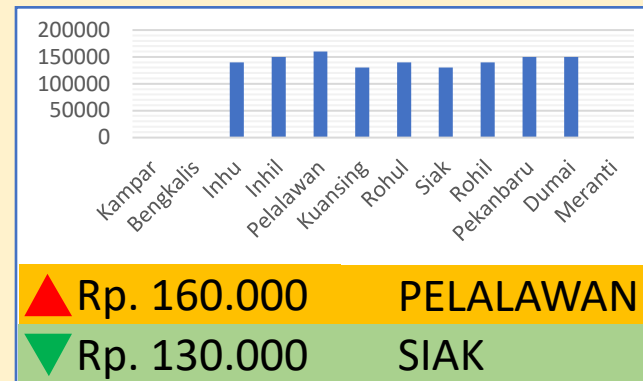 200000
150000
100000
50000
0
Kampar
Bengkalis
Inhu
Inhil
Pelalawan
Kuansing
Rohul
Siak
Rohil
Pekanbaru
Dumai
Meranti
Rp. 160.000 PELALAWAN
Rp. 130.000 SIAK